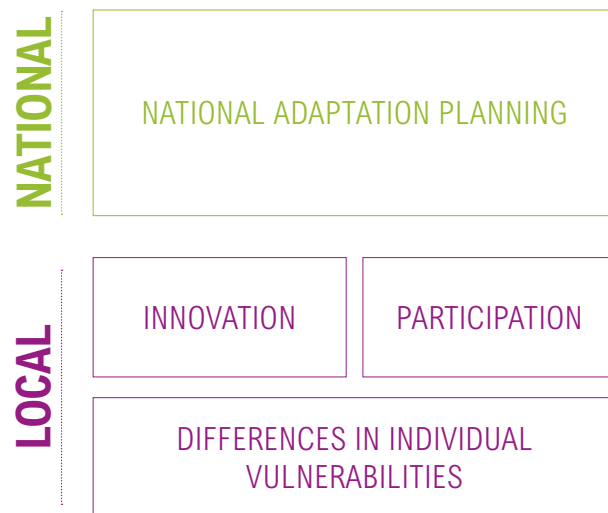 NATIONAL
NATIONAL ADAPTATION PLANNING
LOCAL
INNOVATION
PARTICIPATION
DIFFERENCES IN INDIVIDUAL
VULNERABILITIES